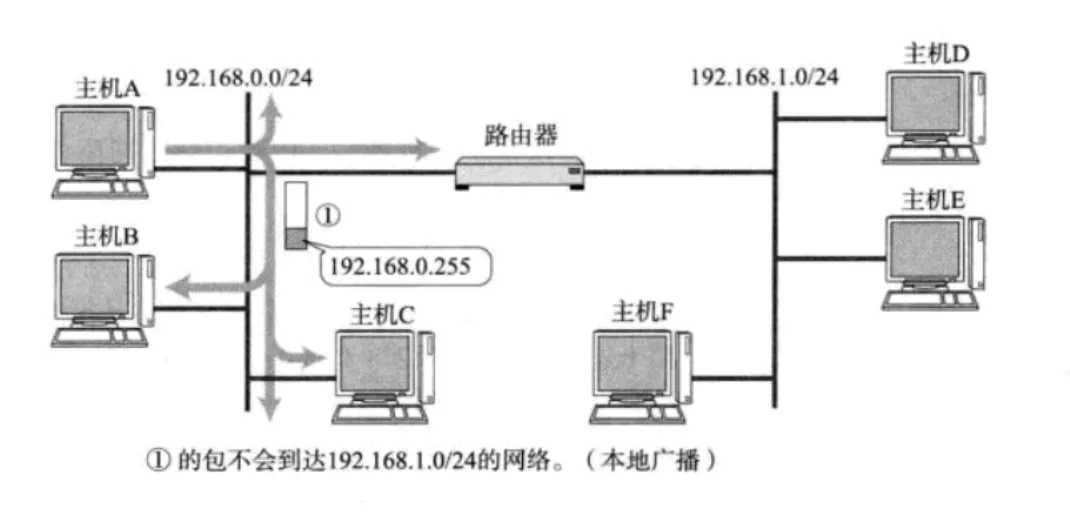 主机A
192.168.0.0/24
192.168.1.0/24
主机D
路由器
①
主机B
192.168.0.255
主机E
主机C
主机F
①的包不会到达192.168.1.0/24的网络。（本地广播）